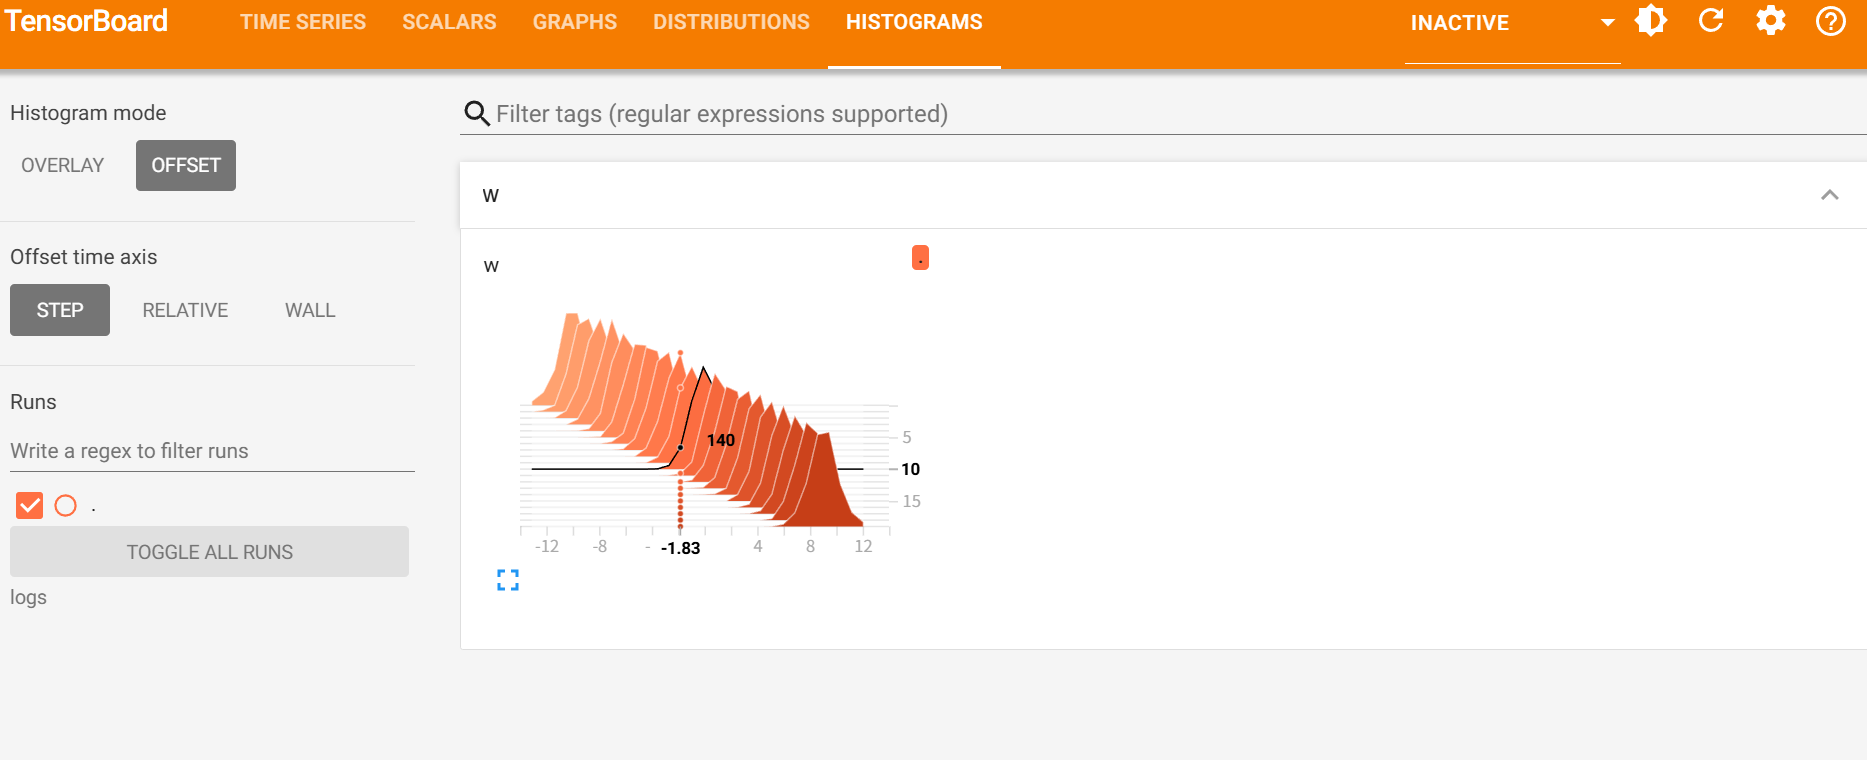 TensorBoard TIME SERIES SCALARS GRAPHS DISTRIBUTIONS HISTOGRAMS INACTIVE
Histogram mode
OVERLAY OFFSET
Offset time axis
STEP RELATIVE WALL
Runs
Write a regex to filter runs
.
TOGGLE ALL RUNS
logs
Filter tags (regular expressions supported)
w
w .
140
5
10
15
-12 -8 - -1.83 4 8 12